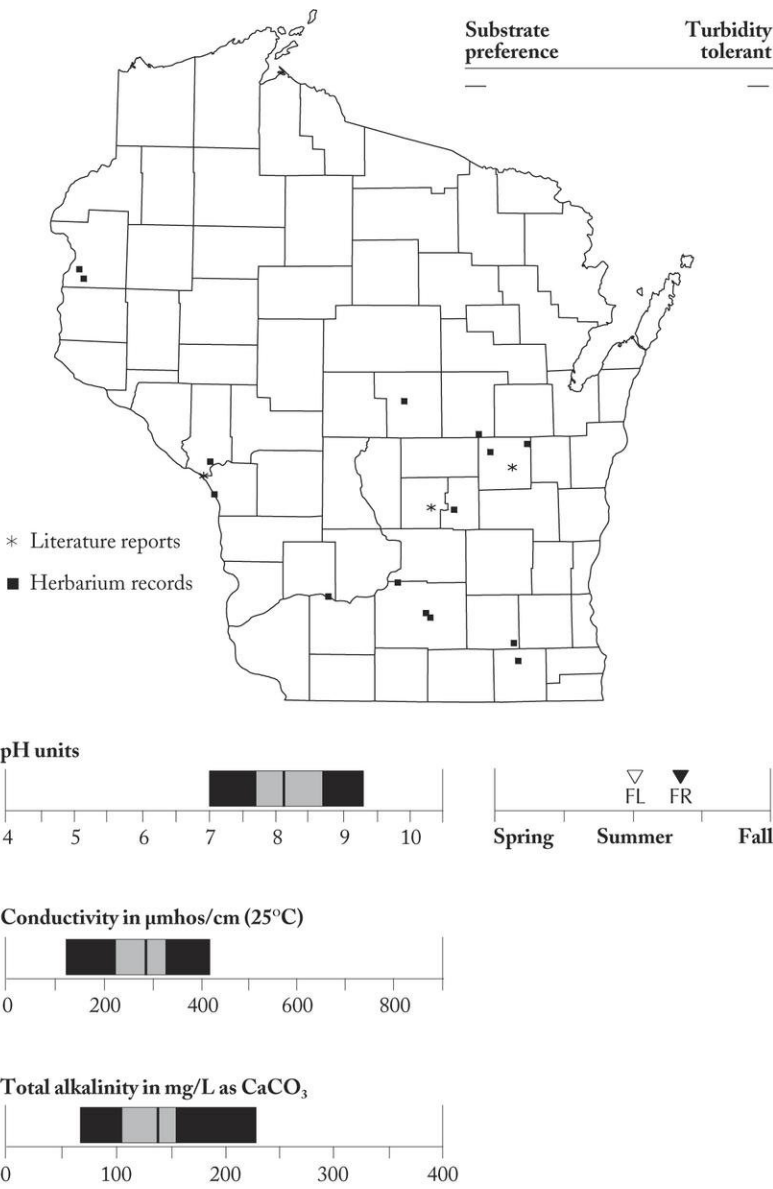 Substrate preference
Turbidity tolerant
—
—
* Literature reports
■ Herbarium records
pH units
4 5 6 7 8 9 10
FL FR
Spring Summer Fall
Conductivity in µmhos/cm (25°C)
0 200 400 600 800
Total alkalinity in mg/L as CaCO₃
0 100 200 300 400